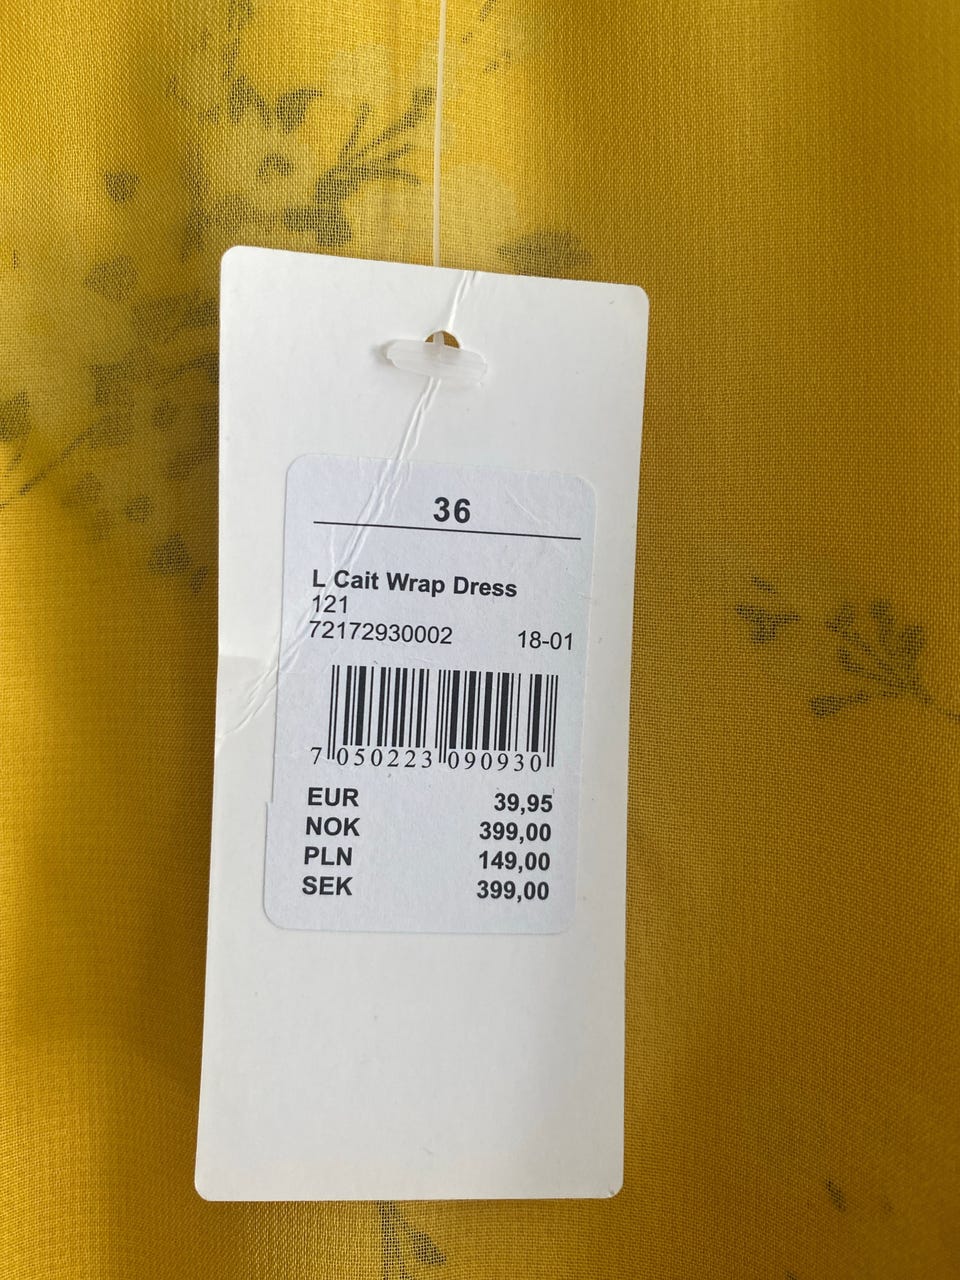 36
L Cait Wrap Dress
121
72172930002 18-01
7 050223 090930
EUR 39,95
NOK 399,00
PLN 149,00
SEK 399,00